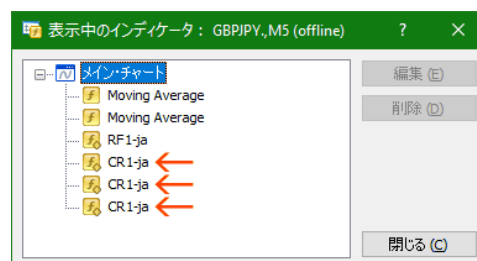 表示中のインディケータ： GBPJPY.,M5 (offline)
?
×
メイン・チャート
Moving Average
Moving Average
RF1-ja
CR1-ja
CR1-ja
CR1-ja
編集 (E)
削除 (D)
閉じる (C)